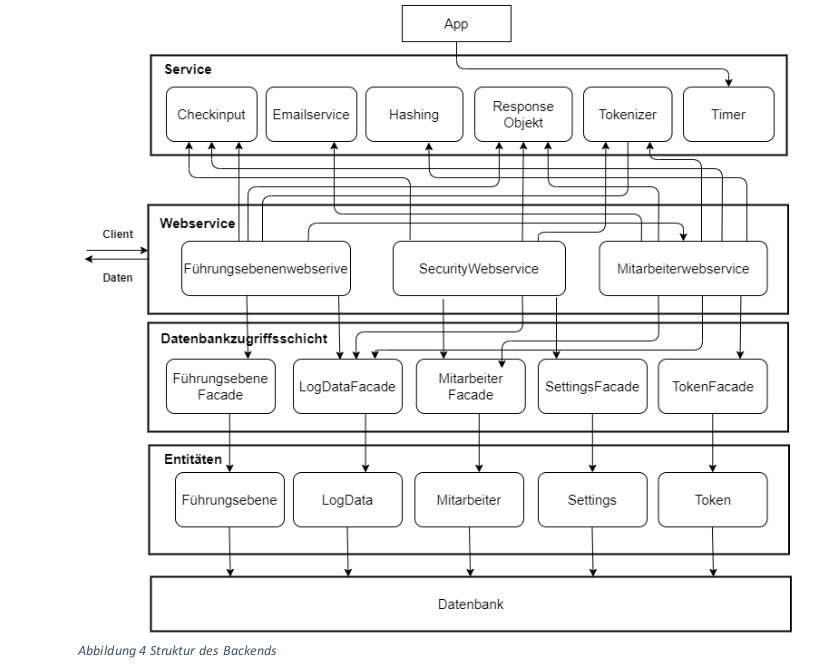 App
Service
Checkinput
Emailservice
Hashing
Response
Objekt
Tokenizer
Timer
Webservice
Client
Daten
Führungsebenenwebserive
SecurityWebservice
Mitarbeiterwebservice
Datenbankzugriffsschicht
Führungsebene
Facade
LogDataFacade
Mitarbeiter
Facade
SettingsFacade
TokenFacade
Entitäten
Führungsebene
LogData
Mitarbeiter
Settings
Token
Datenbank
Abbildung 4 Struktur des Backends